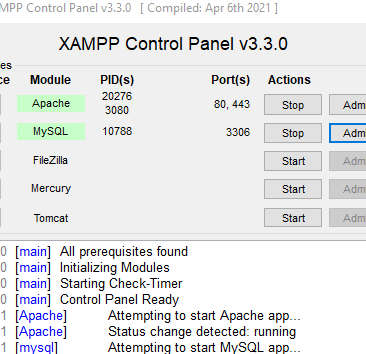 MPP Control Panel v3.3.0 [ Compiled: Apr 6th 2021 ]
XAMPP Control Panel v3.3.0
es
ce Module PID(s) Port(s) Actions
Apache 20276 3080 80, 443 Stop Adm
MySQL 10788 3306 Stop Adm
FileZilla Start Adm
Mercury Start Adm
Tomcat Start Adm
0 [main] All prerequisites found
0 [main] Initializing Modules
0 [main] Starting Check-Timer
0 [main] Control Panel Ready
1 [Apache] Attempting to start Apache app...
1 [Apache] Status change detected: running
1 [mysql] Attempting to start MySQL app...